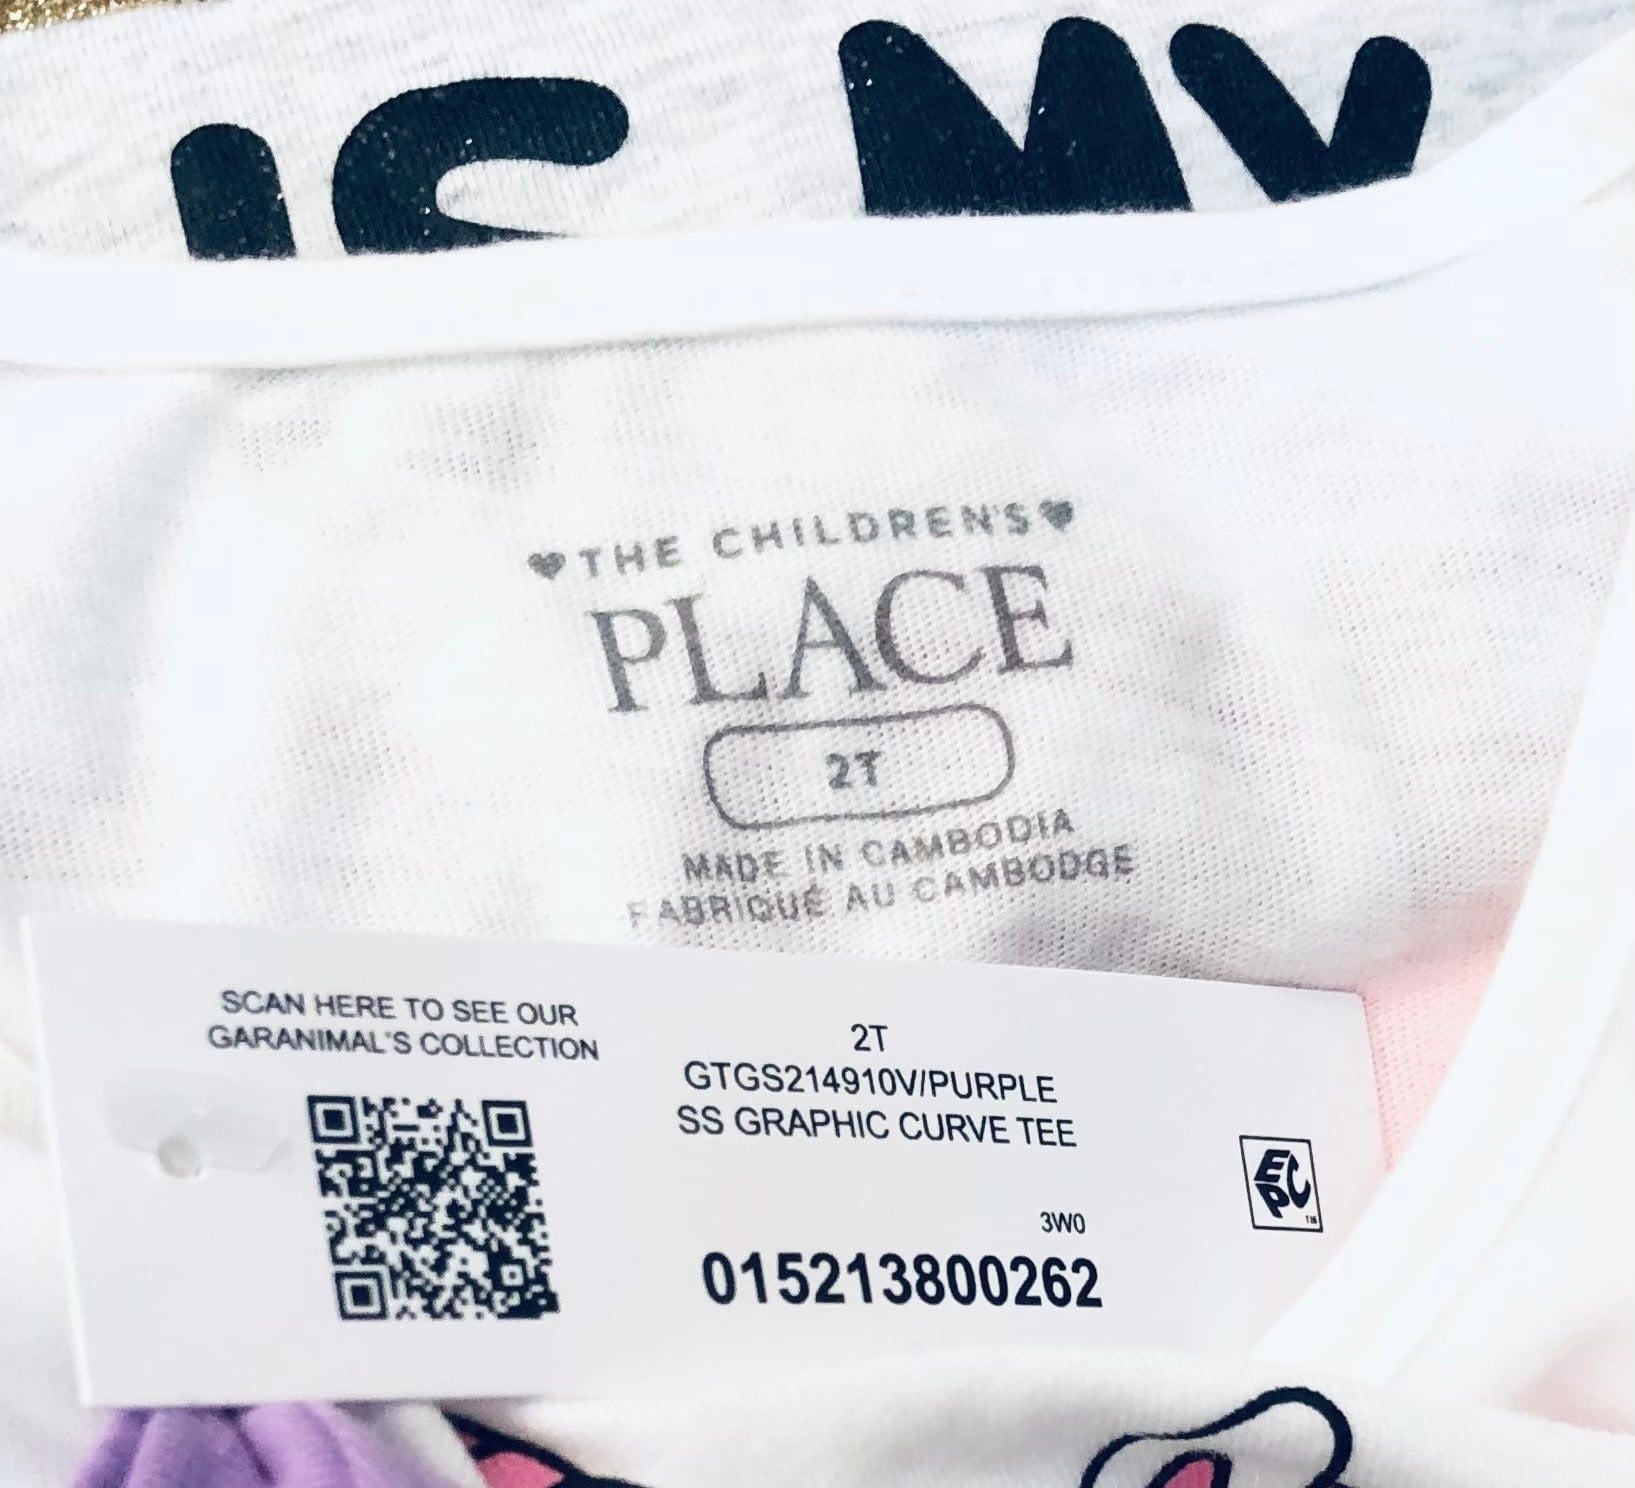 IS MY
♥THE CHILDREN'S♥
PLACE
2T
MADE IN CAMBODIA
FABRIQUÉ AU CAMBODGE
SCAN HERE TO SEE OUR
GARANIMAL'S COLLECTION
2T
GTGS214910V/PURPLE
SS GRAPHIC CURVE TEE
3W0
015213800262
EPC
TM